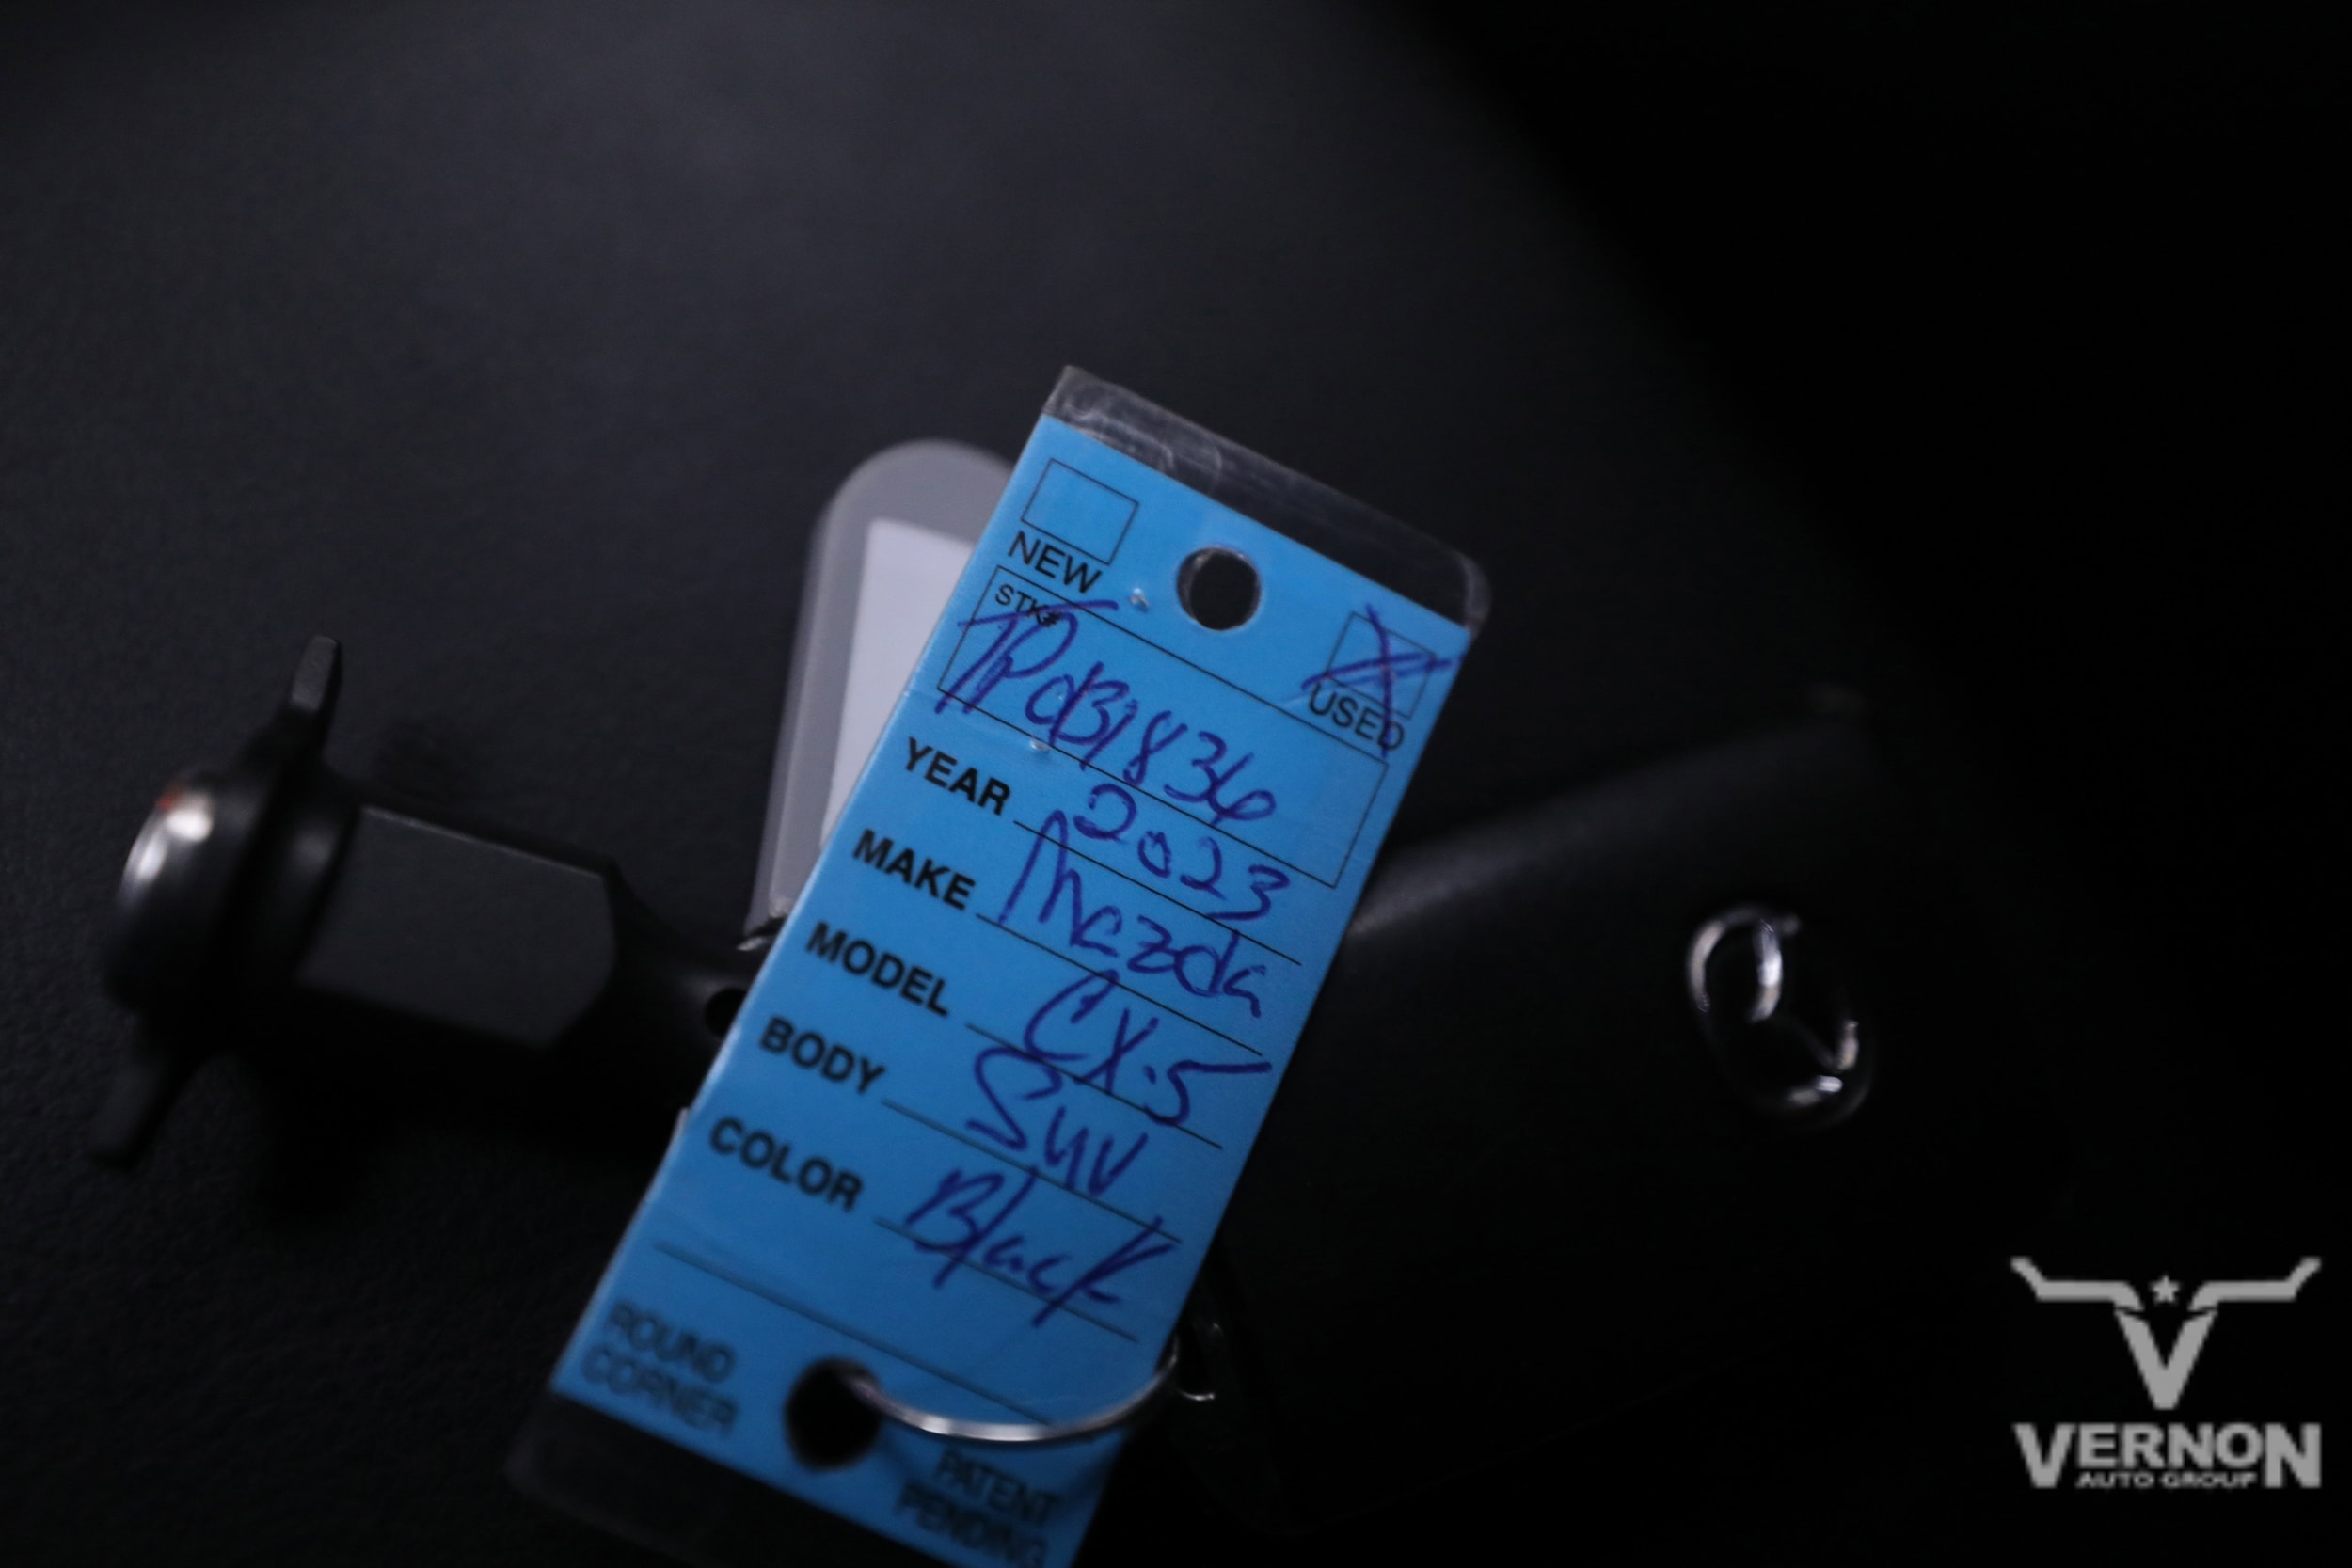 NEW
USED
STK#
TP0B1836
YEAR 2023
MAKE Mazda
MODEL CX-5
BODY SUV
COLOR Black
ROUND
CORNER
PATENT
PENDING
VERNON
AUTO GROUP